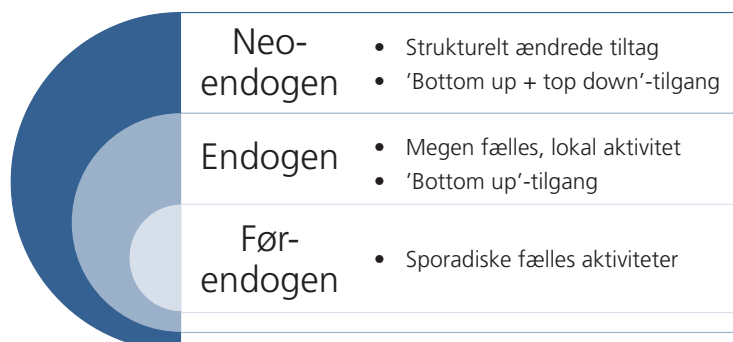 Neo-
endogen
• Strukturelt ændrede tiltag
• ’Bottom up + top down’-tilgang
Endogen
• Megen fælles, lokal aktivitet
• ’Bottom up’-tilgang
Før-
endogen
• Sporadiske fælles aktiviteter